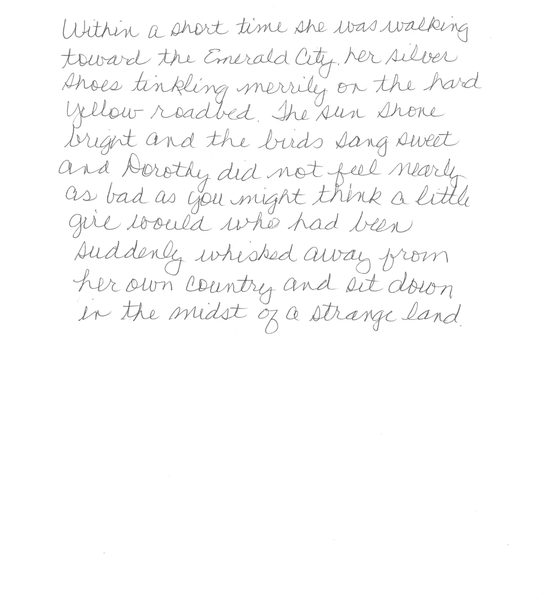 Within a short time she was walking
toward the Emerald City, her silver
shoes tinkling merrily on the hard
yellow roadbed. The sun shone
bright and the birds sang sweet
and Dorothy did not feel nearly
as bad as you might think a little
girl would who had been
suddenly whisked away from
her own country and sit down
in the midst of a strange land.